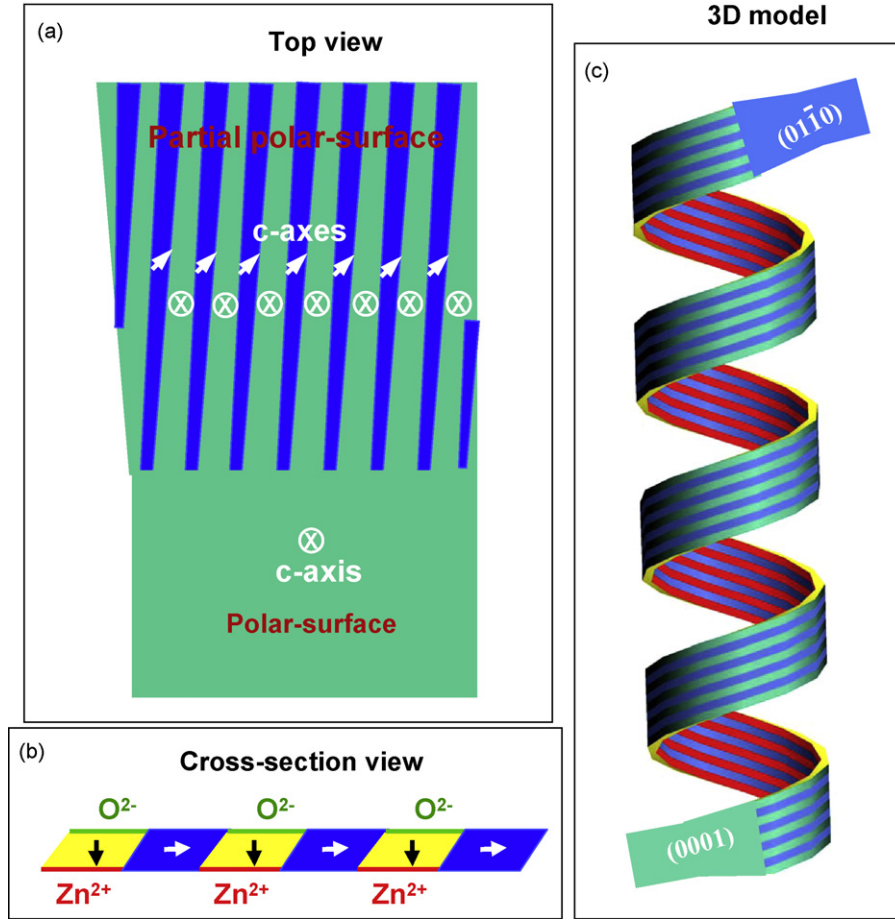 3D model
(a)
Top view
Partial polar-surface
c-axes
ⓧ ⓧ ⓧ ⓧ ⓧ ⓧ ⓧ
ⓧ
c-axis
Polar-surface
(b)
Cross-section view
O²⁻ O²⁻ O²⁻
Zn²⁺ Zn²⁺ Zn²⁺
(c)
(011̄0)
(0001)